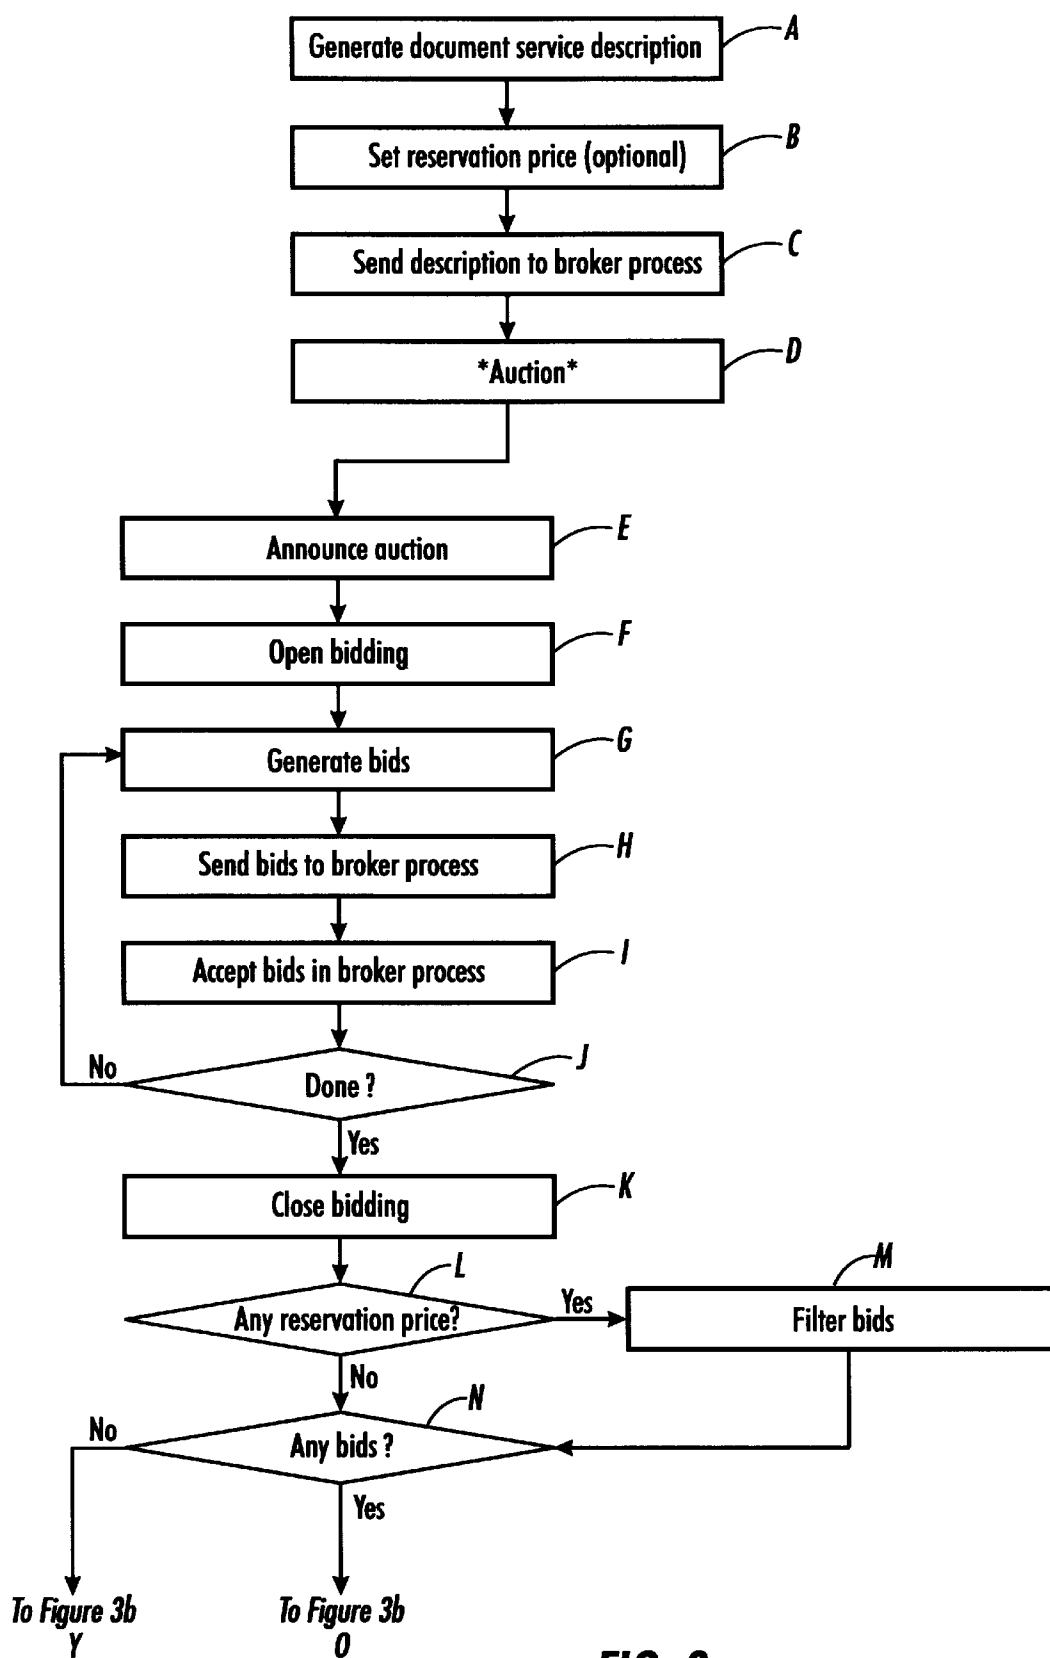 A
Generate document service description
B
Set reservation price (optional)
C
Send description to broker process
D
*Auction*
E
Announce auction
F
Open bidding
G
Generate bids
H
Send bids to broker process
I
Accept bids in broker process
J
No
Done ?
Yes
K
Close bidding
L
M
Any reservation price?
Yes
Filter bids
No
N
No
Any bids ?
Yes
To Figure 3b
Y
To Figure 3b
O